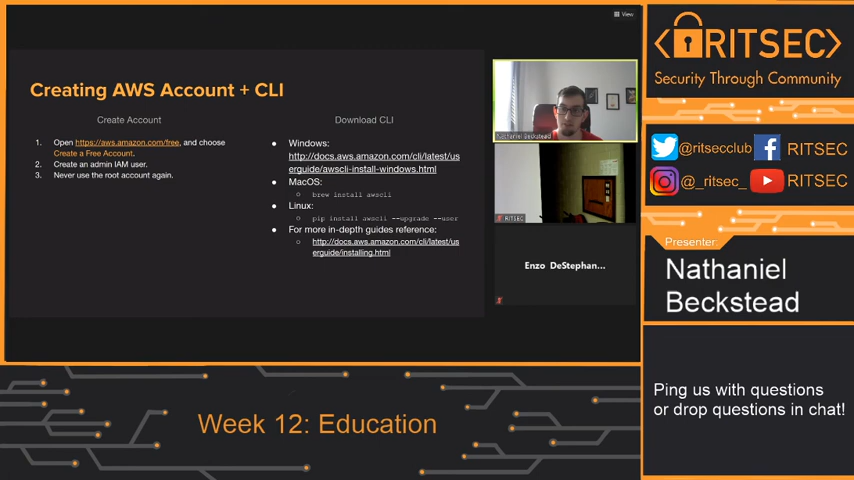 View
Creating AWS Account + CLI
Create Account
1. Open https://aws.amazon.com/free, and choose
Create a Free Account.
2. Create an admin IAM user.
3. Never use the root account again.
Download CLI
● Windows:
http://docs.aws.amazon.com/cli/latest/us
erguide/awscli-install-windows.html
● MacOS:
○ brew install awscli
● Linux:
○ pip install awscli --upgrade --user
● For more in-depth guides reference:
○ http://docs.aws.amazon.com/cli/latest/us
erguide/installing.html
Nathaniel Beckstead
RITSEC
Enzo DeStephan...
<RITSEC>
Security Through Community
@ritsecclub
RITSEC
@_ritsec_
RITSEC
Presenter:
Nathaniel
Beckstead
Ping us with questions
or drop questions in chat!
Week 12: Education